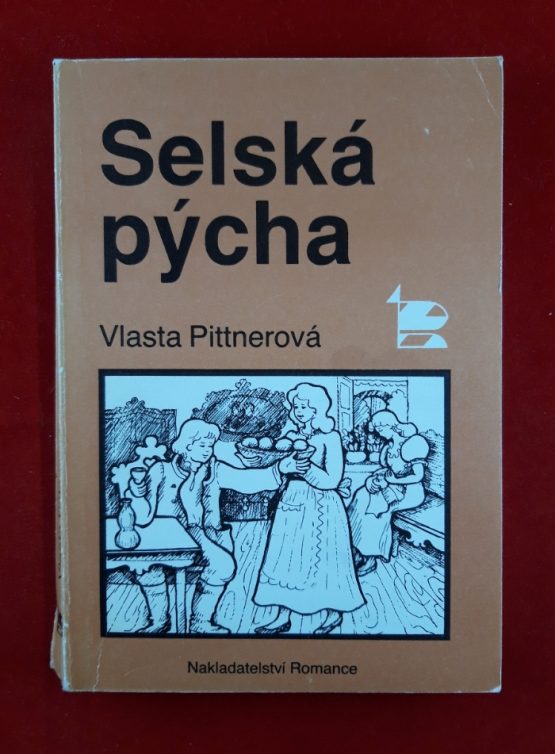 Selská
pýcha
Vlasta Pittnerová
Nakladatelství Romance